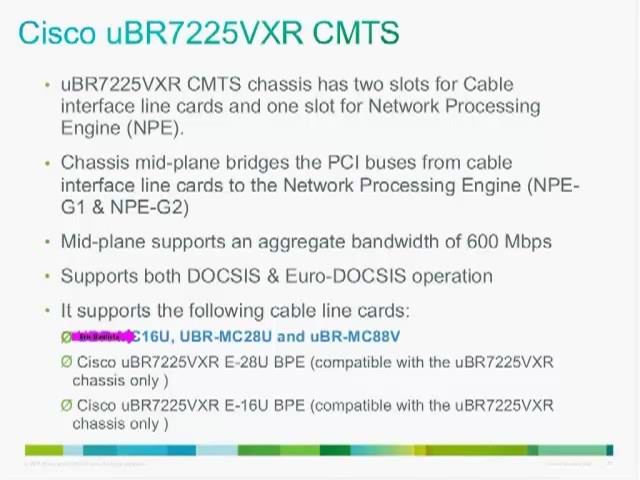 Cisco uBR7225VXR CMTS
• uBR7225VXR CMTS chassis has two slots for Cable
interface line cards and one slot for Network Processing
Engine (NPE).
• Chassis mid-plane bridges the PCI buses from cable
interface line cards to the Network Processing Engine (NPE-
G1 & NPE-G2)
• Mid-plane supports an aggregate bandwidth of 600 Mbps
• Supports both DOCSIS & Euro-DOCSIS operation
• It supports the following cable line cards:
Ø MC16U, UBR-MC28U and uBR-MC88V
Ø Cisco uBR7225VXR E-28U BPE (compatible with the uBR7225VXR
chassis only )
Ø Cisco uBR7225VXR E-16U BPE (compatible with the uBR7225VXR
chassis only )